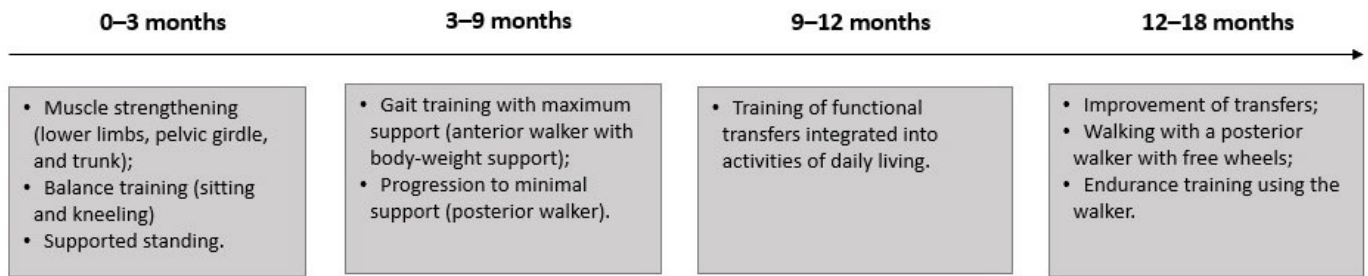 0–3 months
3–9 months
9–12 months
12–18 months
• Muscle strengthening
(lower limbs, pelvic girdle,
and trunk);
• Balance training (sitting
and kneeling)
• Supported standing.
• Gait training with maximum
support (anterior walker with
body-weight support);
• Progression to minimal
support (posterior walker).
• Training of functional
transfers integrated into
activities of daily living.
• Improvement of transfers;
• Walking with a posterior
walker with free wheels;
• Endurance training using the
walker.